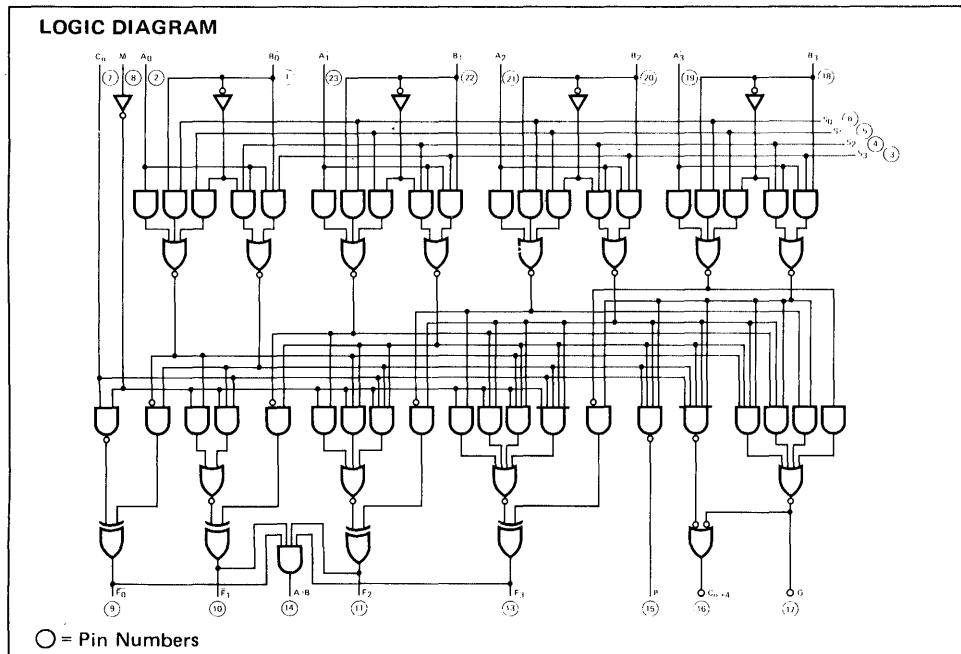 LOGIC DIAGRAM
Cn M A0 B0 A1 B1 A2 B2 A3 B3
7 8 2 1 23 22 21 20 19 18
S0
5
S2 4
S3 3
F0 F1 A=B F2 F3 P Cn+4 G
9 10 14 11 13 15 16 17
= Pin Numbers